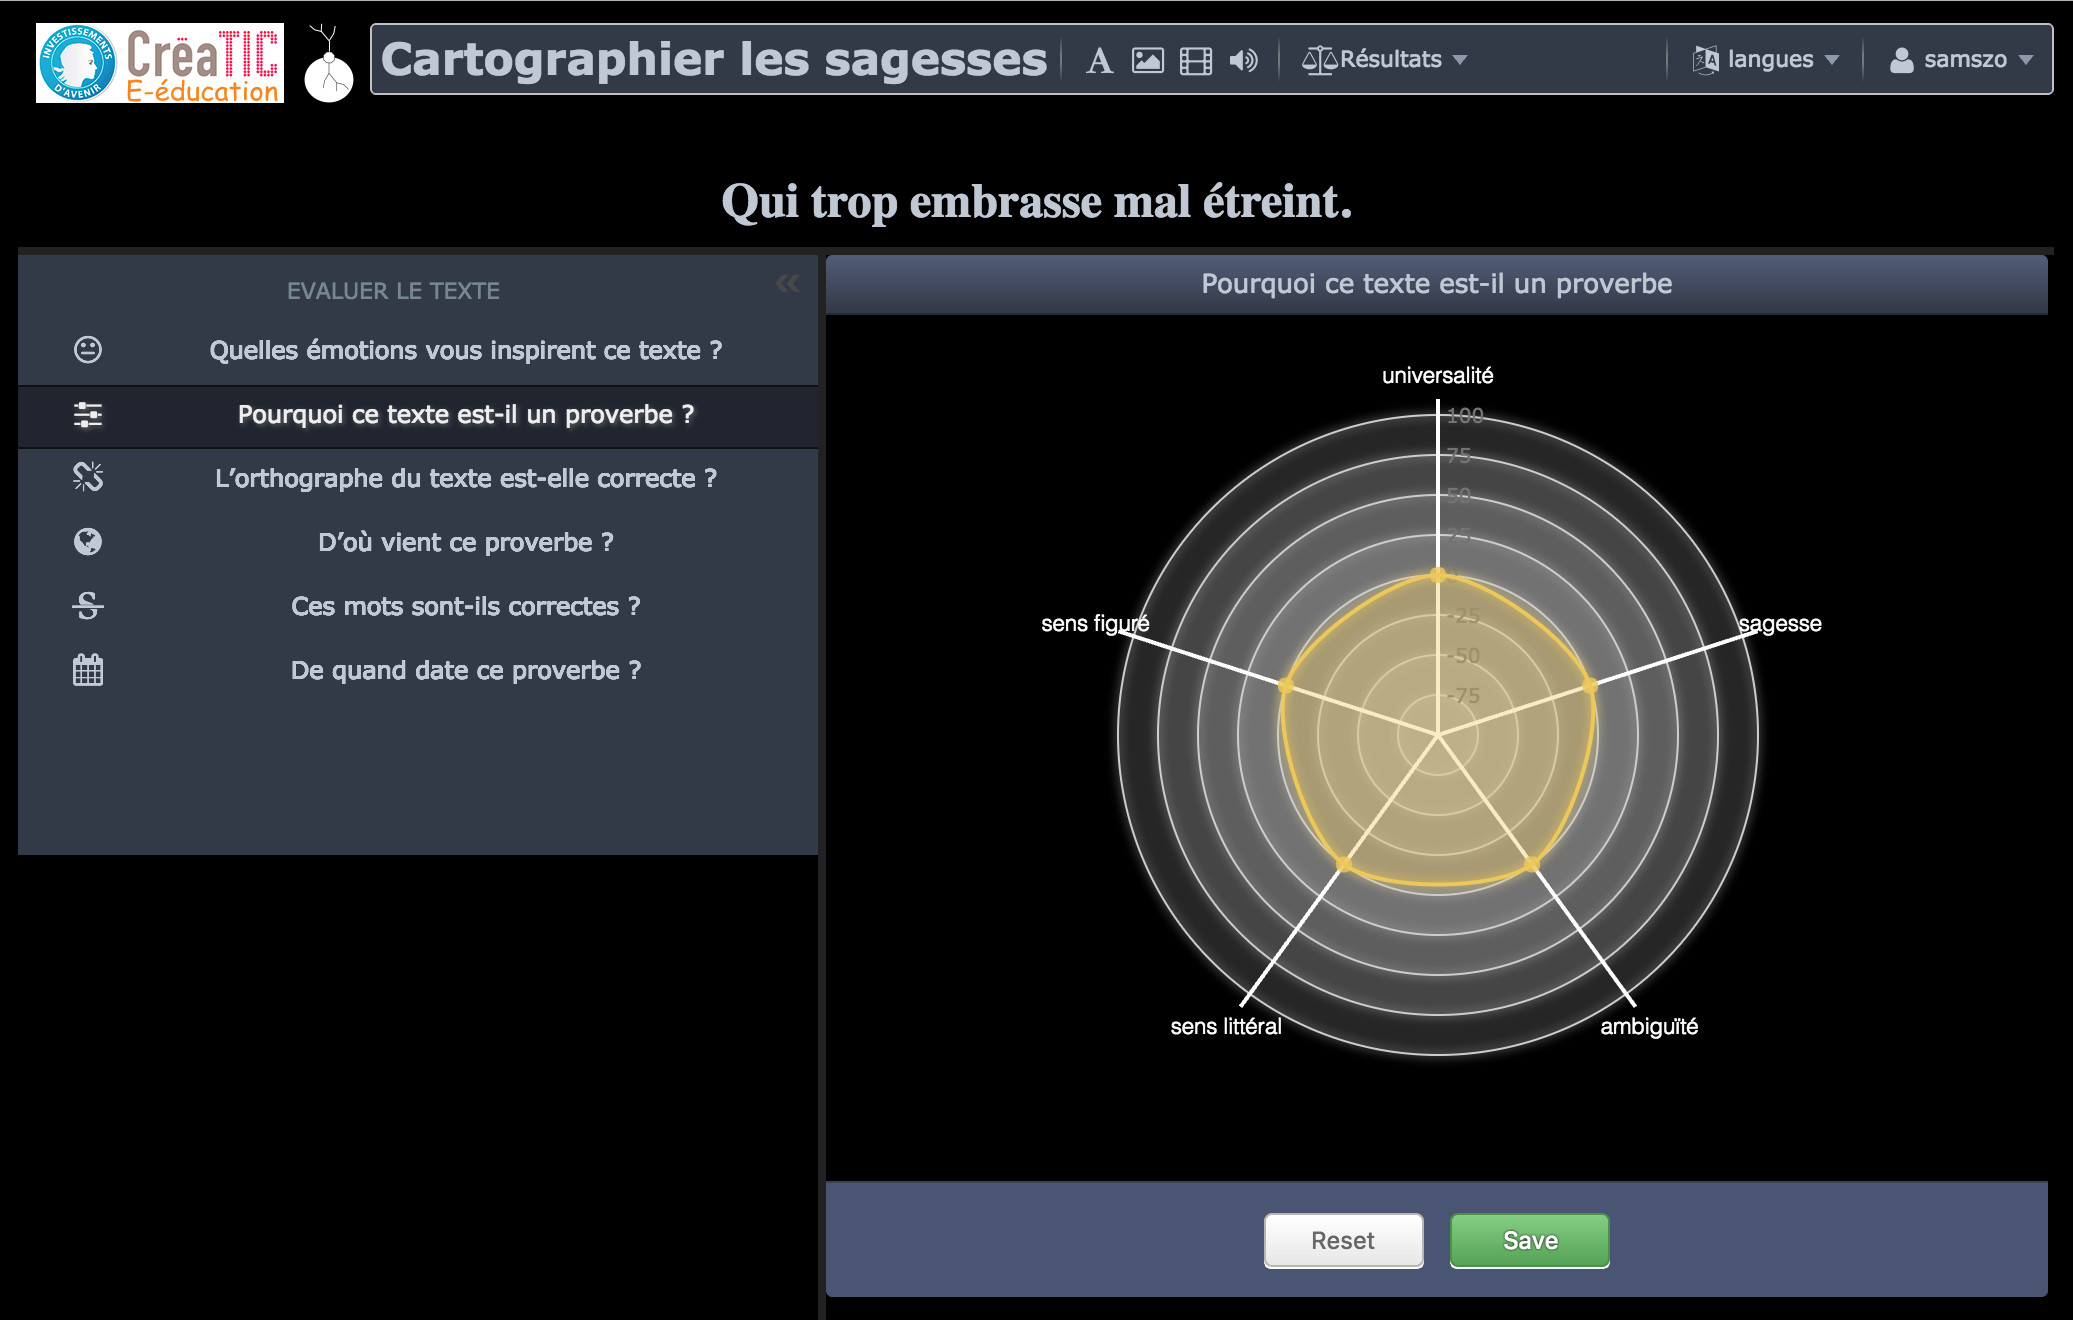 INVESTISSEMENTS D'AVENIR
CrëaTIC
E-éducation
Cartographier les sagesses
A
Résultats
langues
samszo
Qui trop embrasse mal étreint.
EVALUER LE TEXTE
Quelles émotions vous inspirent ce texte ?
Pourquoi ce texte est-il un proverbe ?
L'orthographe du texte est-elle correcte ?
D'où vient ce proverbe ?
Ces mots sont-ils correctes ?
De quand date ce proverbe ?
Pourquoi ce texte est-il un proverbe
universalité
100
75
50
25
-25
-50
-75
sens figuré
sagesse
sens littéral
ambiguïté
Reset
Save